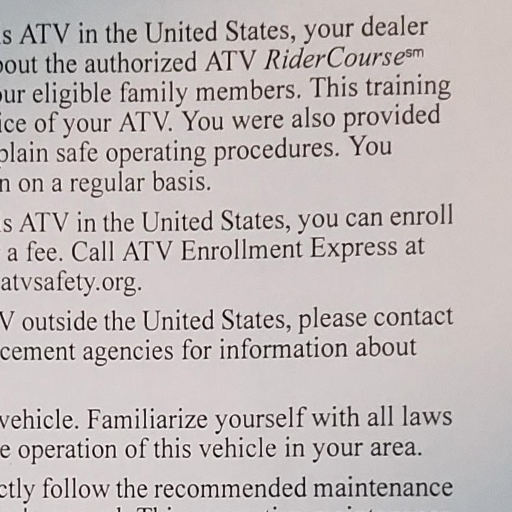 s ATV in the United States, your dealer
out the authorized ATV RiderCourse℠
ur eligible family members. This training
ice of your ATV. You were also provided
plain safe operating procedures. You
n on a regular basis.
s ATV in the United States, you can enroll
a fee. Call ATV Enrollment Express at
atvsafety.org.
V outside the United States, please contact
cement agencies for information about
vehicle. Familiarize yourself with all laws
e operation of this vehicle in your area.
ctly follow the recommended maintenance